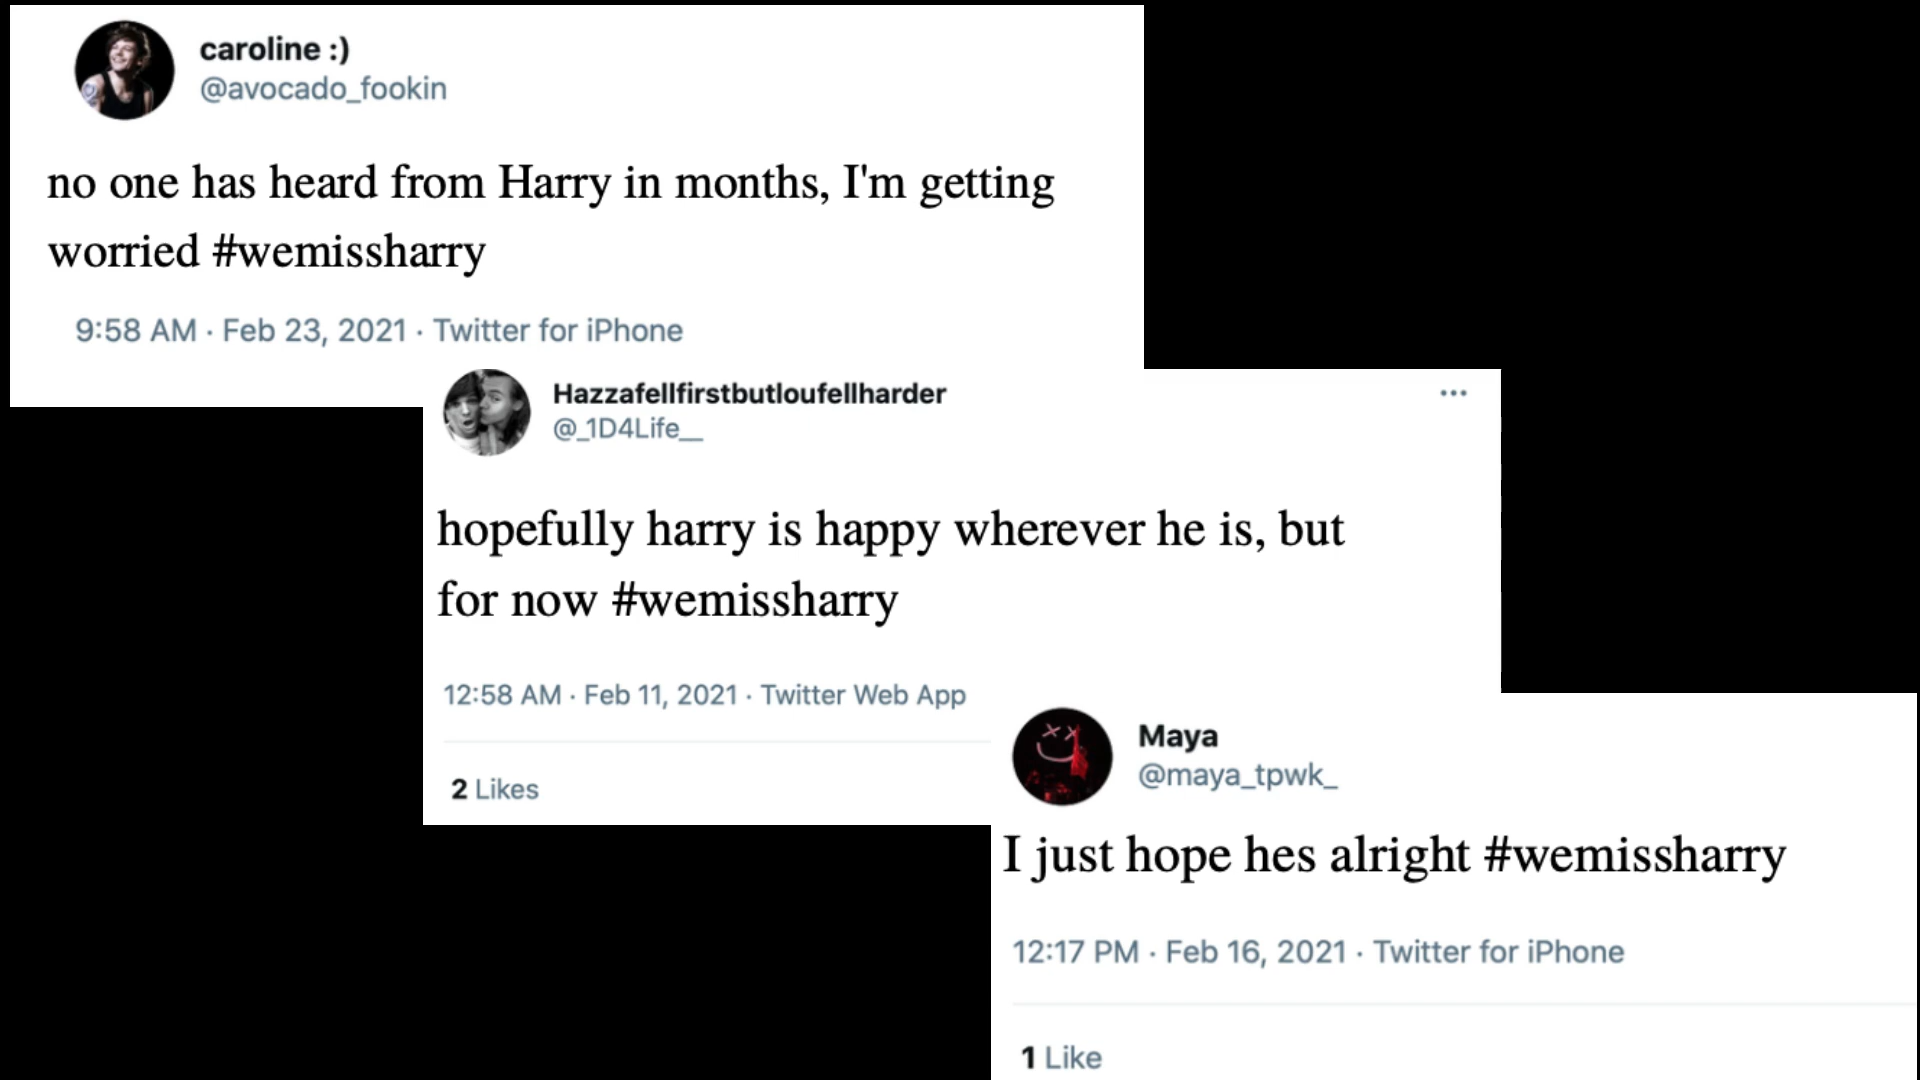 caroline :)
@avocado_fookin
no one has heard from Harry in months, I'm getting
worried #wemissharry
9:58 AM · Feb 23, 2021 · Twitter for iPhone
Hazzafellfirstbutloufellharder
@_1D4Life__
hopefully harry is happy wherever he is, but
for now #wemissharry
12:58 AM · Feb 11, 2021 · Twitter Web App
2 Likes
Maya
@maya_tpwk_
I just hope hes alright #wemissharry
12:17 PM · Feb 16, 2021 · Twitter for iPhone
1 Like